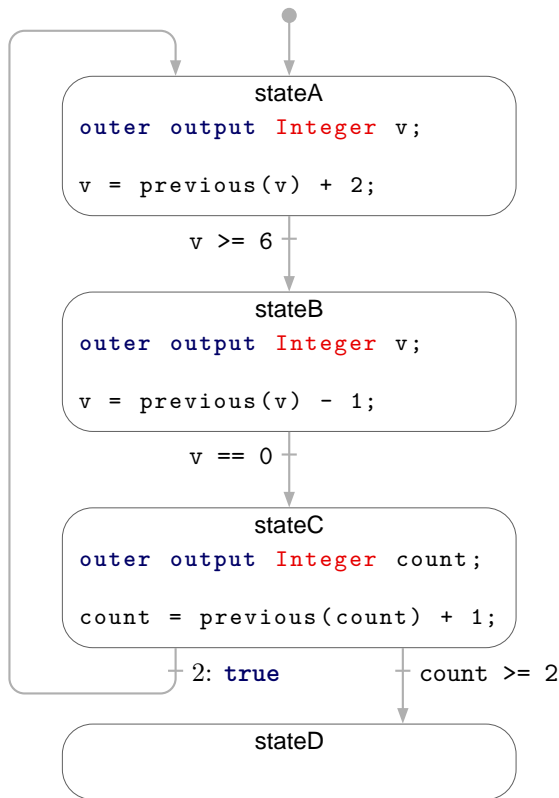 stateA
outer output Integer v;
v = previous(v) + 2;
v >= 6
stateB
outer output Integer v;
v = previous(v) - 1;
v == 0
stateC
outer output Integer count;
count = previous(count) + 1;
2: true
count >= 2
stateD